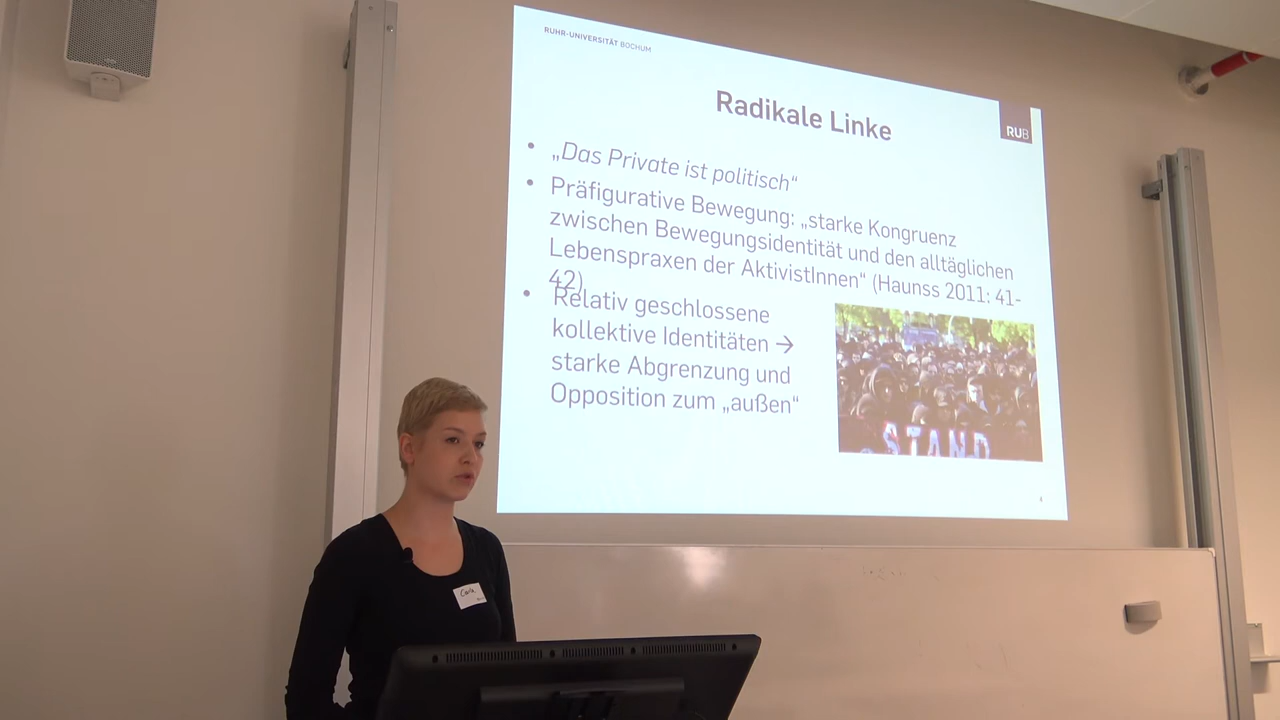 RUHR-UNIVERSITÄT BOCHUM
Radikale Linke
RUB
• „Das Private ist politisch“
• Präfigurative Bewegung: „starke Kongruenz
zwischen Bewegungsidentität und den alltäglichen
Lebenspraxen der AktivistInnen“ (Haunss 2011: 41-
42)
• Relativ geschlossene
kollektive Identitäten →
starke Abgrenzung und
Opposition zum „außen“
STAND
4